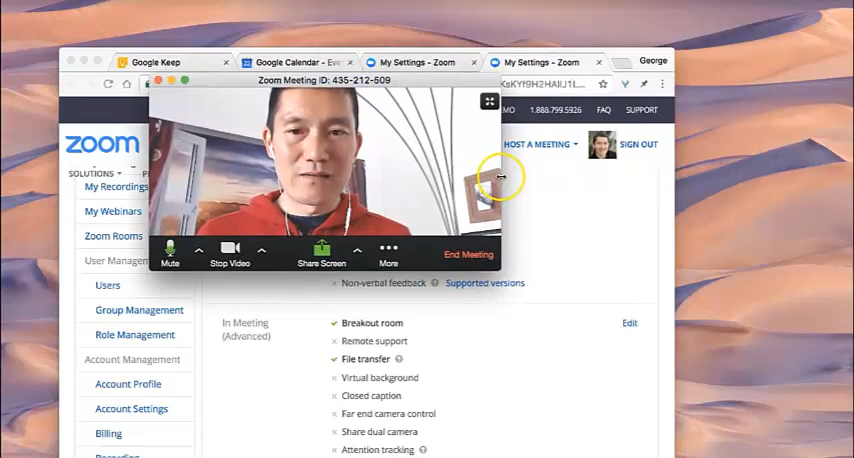 Google Keep
Google Calendar - Eve
My Settings - Zoom
My Settings - Zoom
George
Zoom Meeting ID: 435-212-509
EMO
1.888.799.5926
FAQ
SUPPORT
zoom
HOST A MEETING
SIGN OUT
SOLUTIONS
My Recordings
My Webinars
Zoom Rooms
User Management
Users
Group Management
Role Management
Account Management
Account Profile
Account Settings
Billing
Mute
Stop Video
Share Screen
More
End Meeting
Non-verbal feedback
Supported versions
In Meeting
(Advanced)
Breakout room
Edit
Remote support
File transfer
Virtual background
Closed caption
Far end camera control
Share dual camera
Attention tracking